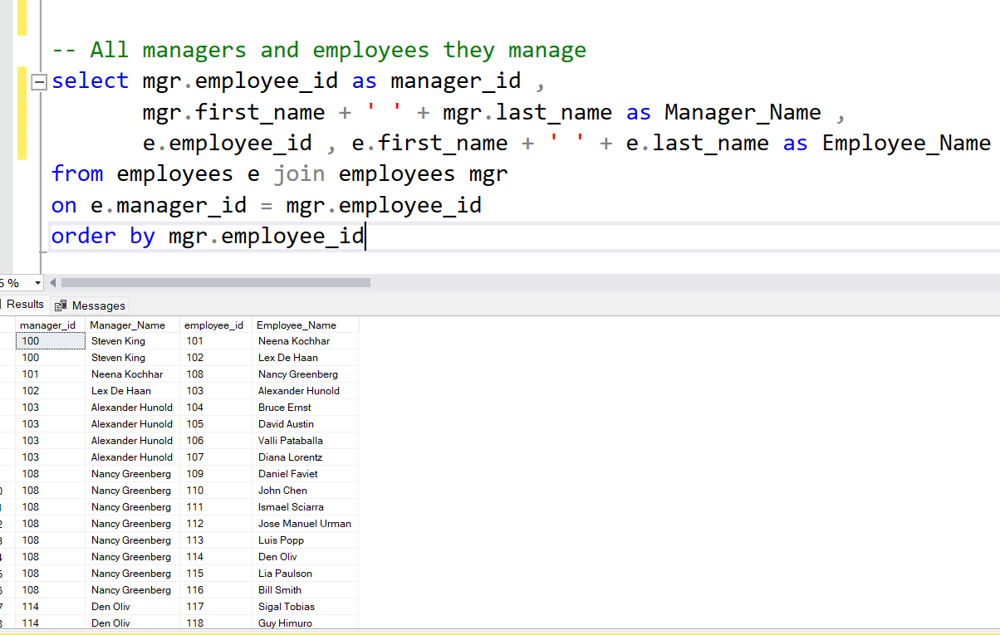 -- All managers and employees they manage
select mgr.employee_id as manager_id ,
mgr.first_name + ' ' + mgr.last_name as Manager_Name ,
e.employee_id , e.first_name + ' ' + e.last_name as Employee_Name
from employees e join employees mgr
on e.manager_id = mgr.employee_id
order by mgr.employee_id
%
Results Messages
manager_id Manager_Name employee_id Employee_Name
100 Steven King 101 Neena Kochhar
100 Steven King 102 Lex De Haan
101 Neena Kochhar 108 Nancy Greenberg
102 Lex De Haan 103 Alexander Hunold
103 Alexander Hunold 104 Bruce Ernst
103 Alexander Hunold 105 David Austin
103 Alexander Hunold 106 Valli Pataballa
103 Alexander Hunold 107 Diana Lorentz
108 Nancy Greenberg 109 Daniel Faviet
108 Nancy Greenberg 110 John Chen
108 Nancy Greenberg 111 Ismael Sciarra
108 Nancy Greenberg 112 Jose Manuel Urman
108 Nancy Greenberg 113 Luis Popp
108 Nancy Greenberg 114 Den Oliv
108 Nancy Greenberg 115 Lia Paulson
108 Nancy Greenberg 116 Bill Smith
114 Den Oliv 117 Sigal Tobias
114 Den Oliv 118 Guy Himuro